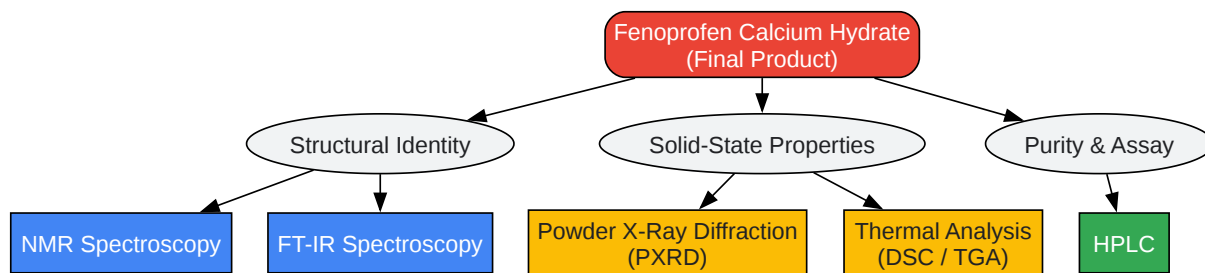 Fenoprofen Calcium Hydrate
(Final Product)
Structural Identity
Solid-State Properties
Purity & Assay
NMR Spectroscopy
FT-IR Spectroscopy
Powder X-Ray Diffraction
(PXRD)
Thermal Analysis
(DSC / TGA)
HPLC